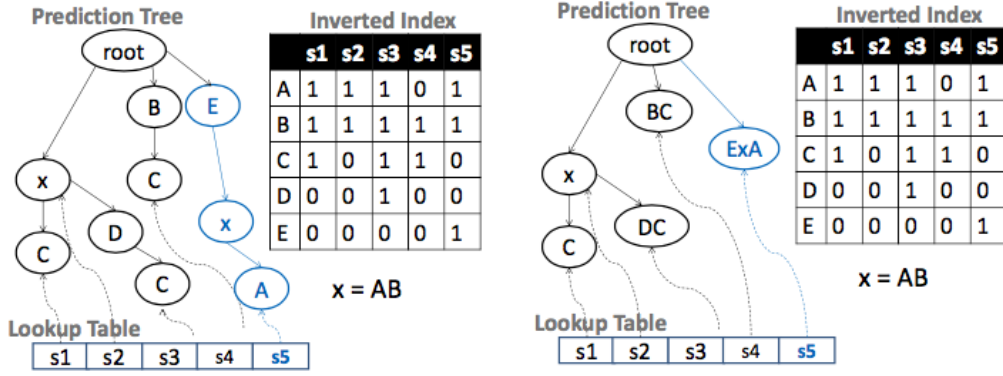 Prediction Tree
Inverted Index
root
s1 s2 s3 s4 s5
A 1 1 1 0 1
B 1 1 1 1 1
C 1 0 1 1 0
D 0 0 1 0 0
E 0 0 0 0 1
B
E
x
C
C
D
x
C
A
x = AB
Lookup Table
s1 s2 s3 s4 s5
Prediction Tree
Inverted Index
root
s1 s2 s3 s4 s5
A 1 1 1 0 1
B 1 1 1 1 1
C 1 0 1 1 0
D 0 0 1 0 0
E 0 0 0 0 1
BC
ExA
x
C
DC
x = AB
Lookup Table
s1 s2 s3 s4 s5